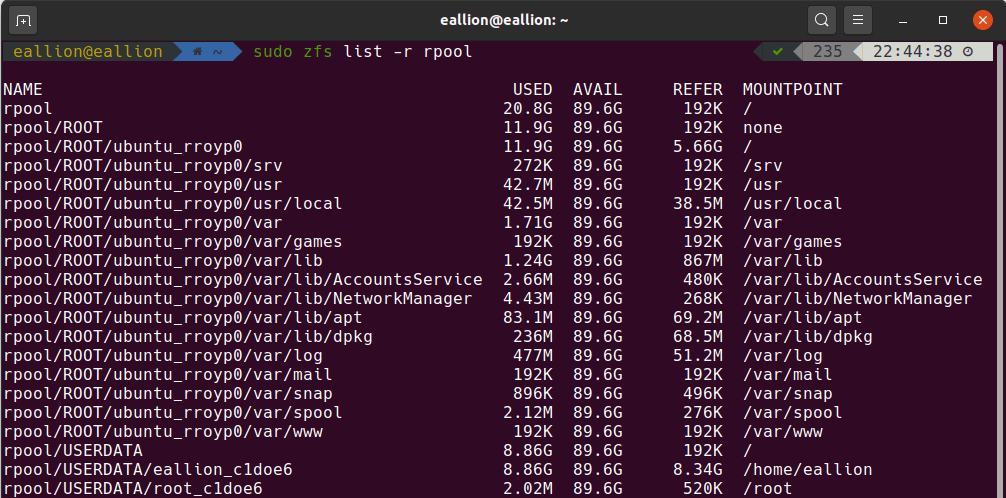 eallion@eallion: ~
eallion@eallion ~ sudo zfs list -r rpool ✔ 235 22:44:38
NAME USED AVAIL REFER MOUNTPOINT
rpool 20.8G 89.6G 192K /
rpool/ROOT 11.9G 89.6G 192K none
rpool/ROOT/ubuntu_rroyp0 11.9G 89.6G 5.66G /
rpool/ROOT/ubuntu_rroyp0/srv 272K 89.6G 192K /srv
rpool/ROOT/ubuntu_rroyp0/usr 42.7M 89.6G 192K /usr
rpool/ROOT/ubuntu_rroyp0/usr/local 42.5M 89.6G 38.5M /usr/local
rpool/ROOT/ubuntu_rroyp0/var 1.71G 89.6G 192K /var
rpool/ROOT/ubuntu_rroyp0/var/games 192K 89.6G 192K /var/games
rpool/ROOT/ubuntu_rroyp0/var/lib 1.24G 89.6G 867M /var/lib
rpool/ROOT/ubuntu_rroyp0/var/lib/AccountsService 2.66M 89.6G 480K /var/lib/AccountsService
rpool/ROOT/ubuntu_rroyp0/var/lib/NetworkManager 4.43M 89.6G 268K /var/lib/NetworkManager
rpool/ROOT/ubuntu_rroyp0/var/lib/apt 83.1M 89.6G 69.2M /var/lib/apt
rpool/ROOT/ubuntu_rroyp0/var/lib/dpkg 236M 89.6G 68.5M /var/lib/dpkg
rpool/ROOT/ubuntu_rroyp0/var/log 477M 89.6G 51.2M /var/log
rpool/ROOT/ubuntu_rroyp0/var/mail 192K 89.6G 192K /var/mail
rpool/ROOT/ubuntu_rroyp0/var/snap 896K 89.6G 496K /var/snap
rpool/ROOT/ubuntu_rroyp0/var/spool 2.12M 89.6G 276K /var/spool
rpool/ROOT/ubuntu_rroyp0/var/www 192K 89.6G 192K /var/www
rpool/USERDATA 8.86G 89.6G 192K /
rpool/USERDATA/eallion_c1doe6 8.86G 89.6G 8.34G /home/eallion
rpool/USERDATA/root_c1doe6 2.02M 89.6G 520K /root